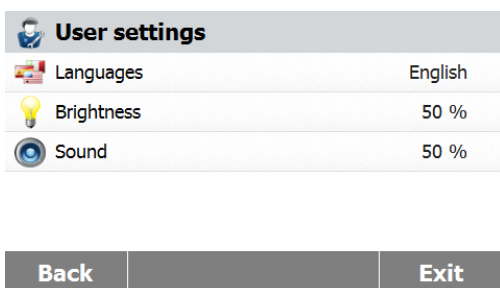 User settings
Languages English
Brightness 50 %
Sound 50 %
Back Exit